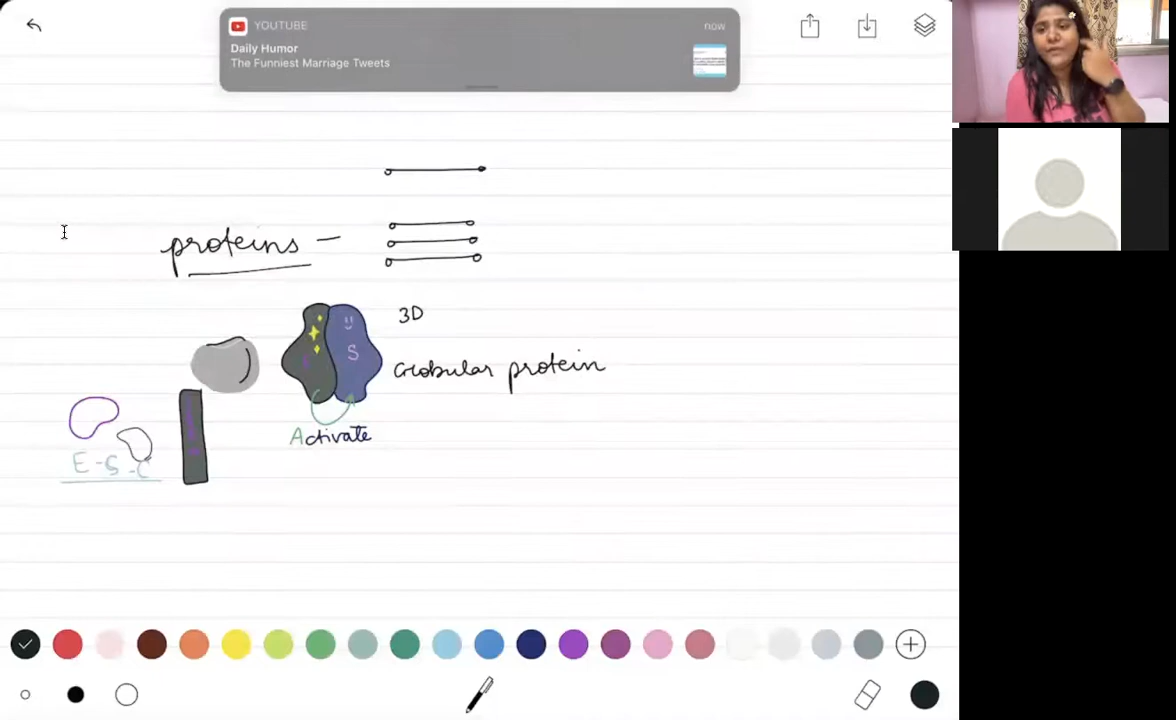 YOUTUBE
now
Daily Humor
The Funniest Marriage Tweets
proteins -
3D
S
Globular protein
Activate
E-S-C